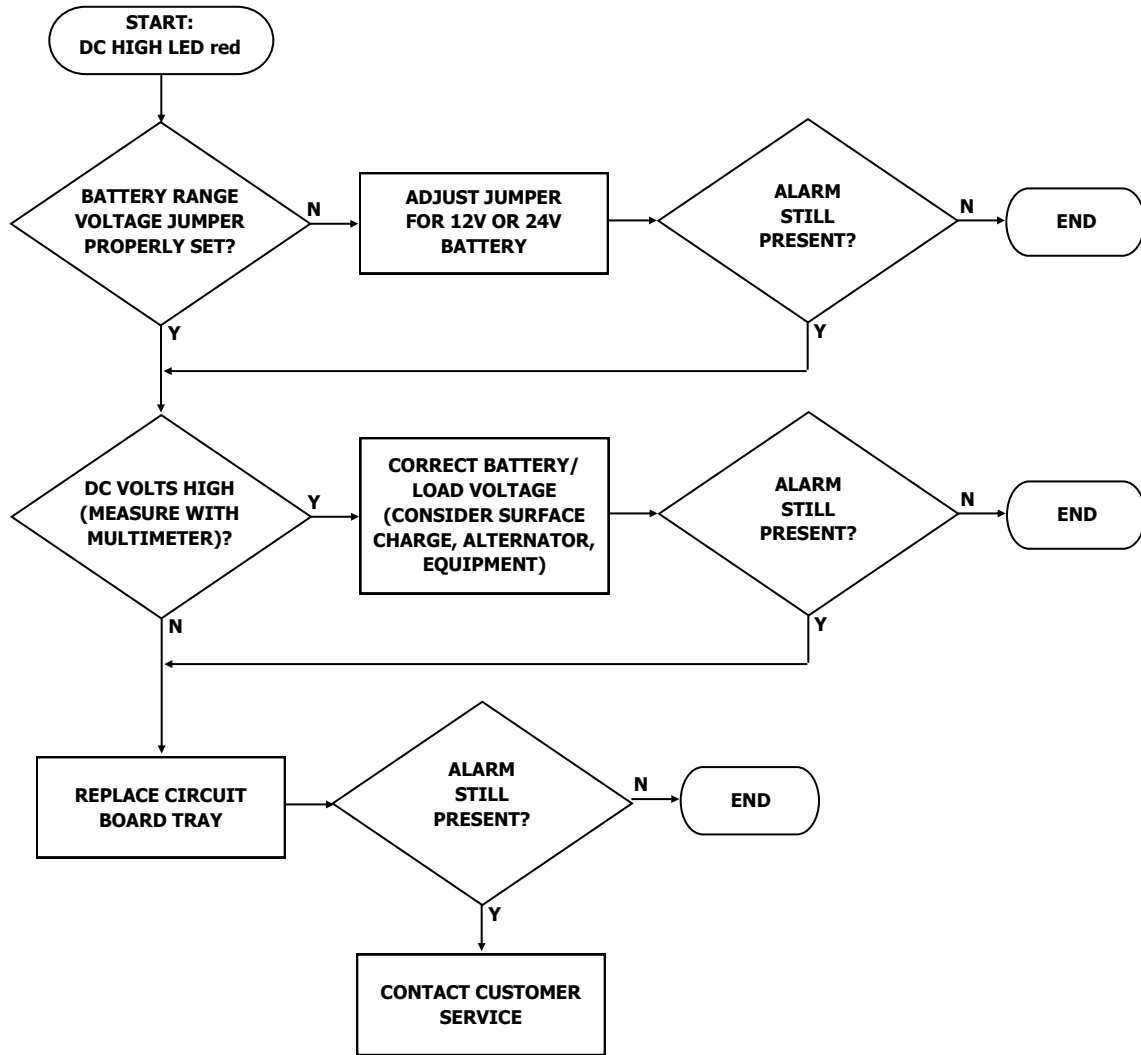 START:
DC HIGH LED red
BATTERY RANGE
VOLTAGE JUMPER
PROPERLY SET?
N
ADJUST JUMPER
FOR 12V OR 24V
BATTERY
ALARM
STILL
PRESENT?
N
END
Y
Y
DC VOLTS HIGH
(MEASURE WITH
MULTIMETER)?
Y
CORRECT BATTERY/
LOAD VOLTAGE
(CONSIDER SURFACE
CHARGE, ALTERNATOR,
EQUIPMENT)
ALARM
STILL
PRESENT?
N
END
N
Y
REPLACE CIRCUIT
BOARD TRAY
ALARM
STILL
PRESENT?
N
END
Y
CONTACT CUSTOMER
SERVICE